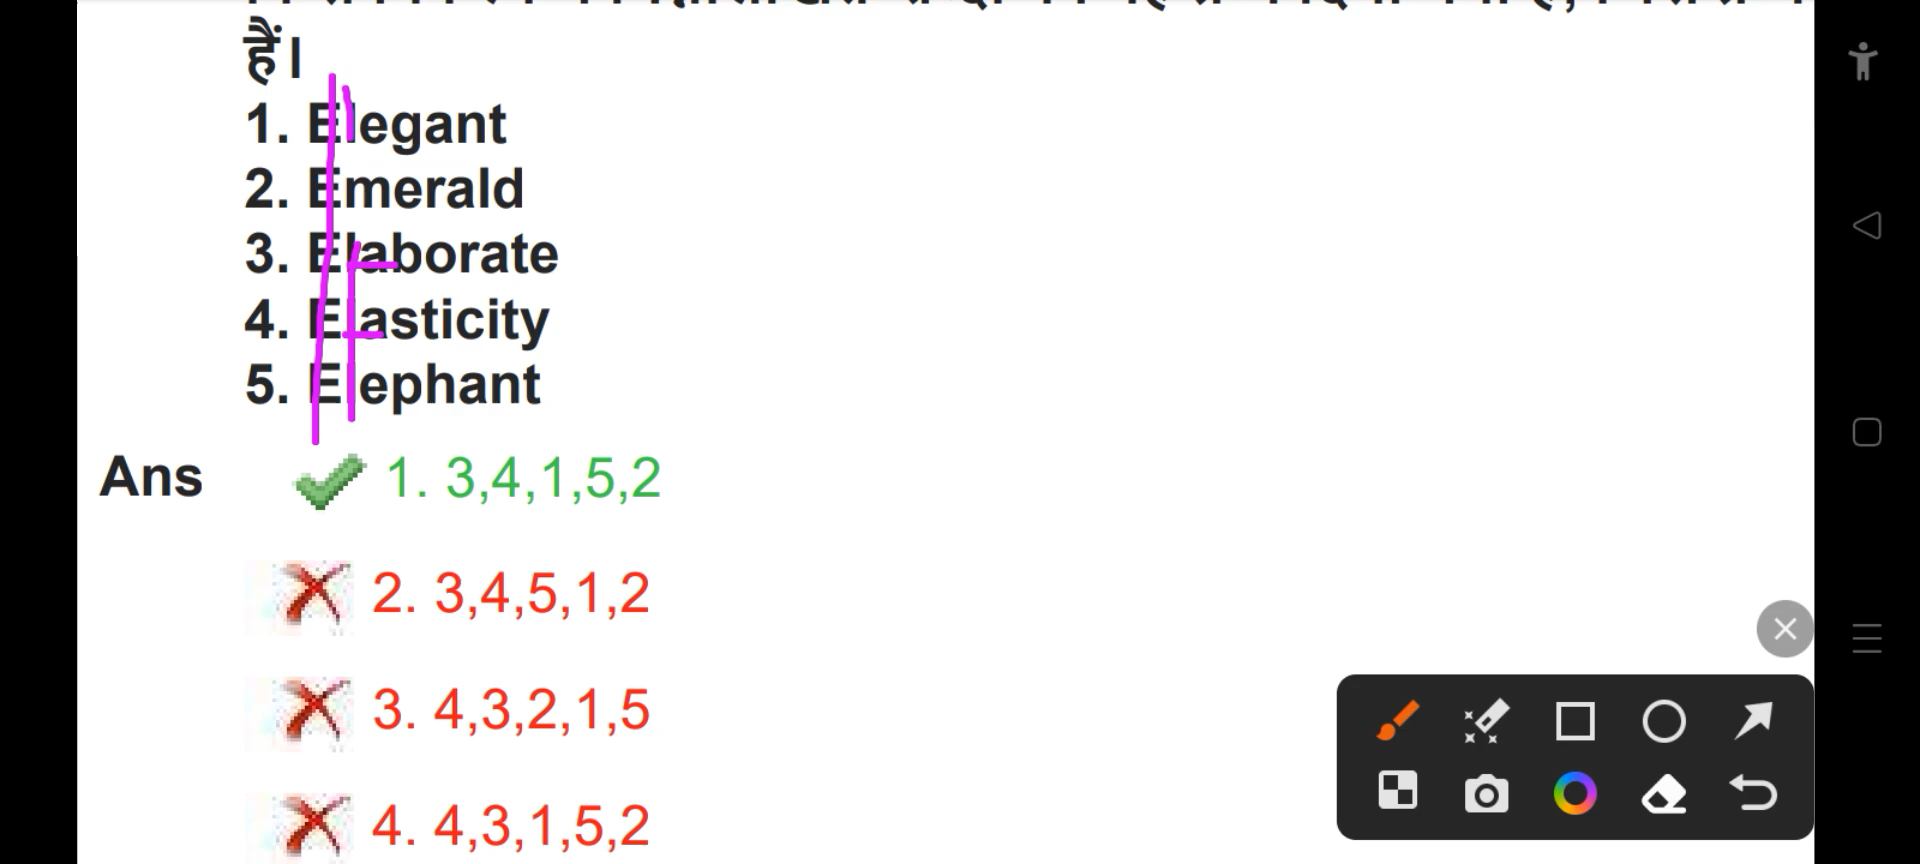 हैं।
1. Elegant
2. Emerald
3. Elaborate
4. Elasticity
5. Elephant
Ans 1. 3,4,1,5,2
2. 3,4,5,1,2
3. 4,3,2,1,5
4. 4,3,1,5,2